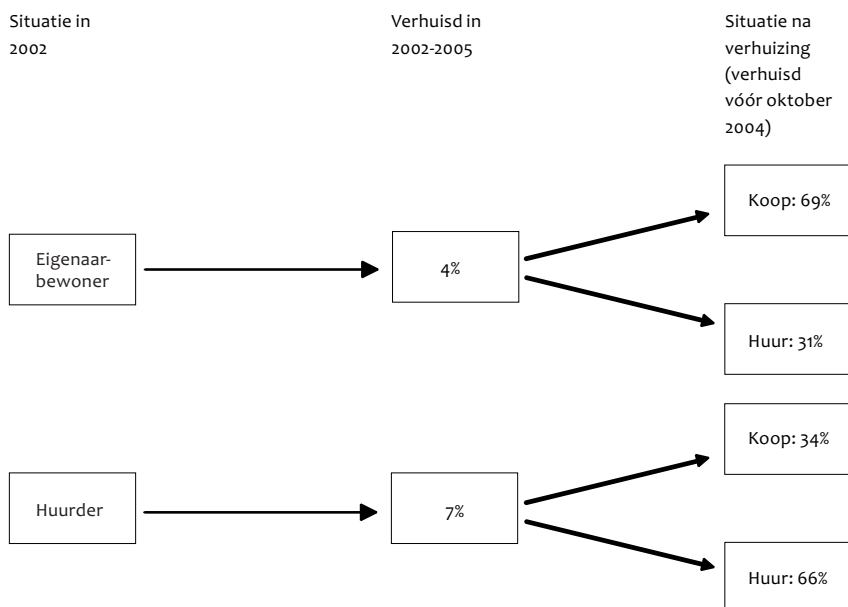 Situatie in
2002
Verhuisd in
2002-2005
Situatie na
verhuizing
(verhuisd
vóór oktober
2004)
Eigenaar-
bewoner
4%
Koop: 69%
Huur: 31%
Huurder
7%
Koop: 34%
Huur: 66%